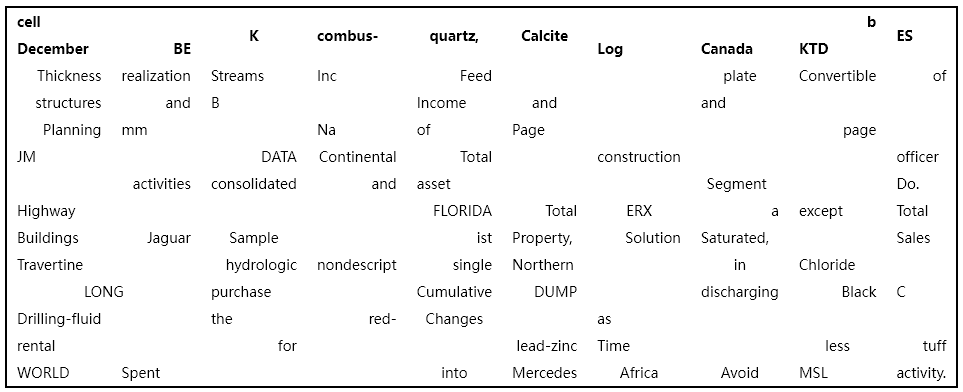 cell b
K combus- quartz, Calcite ES
December BE Log Canada KTD
Thickness realization Streams Inc Feed plate Convertible of
structures and B Income and and
Planning mm Na of Page page
JM DATA Continental Total construction officer
activities consolidated and asset Segment Do.
Highway FLORIDA Total ERX a except Total
Buildings Jaguar Sample ist Property, Solution Saturated, Sales
Travertine hydrologic nondescript single Northern in Chloride
LONG purchase Cumulative DUMP discharging Black C
Drilling-fluid the red- Changes as
rental for lead-zinc Time less tuff
WORLD Spent into Mercedes Africa Avoid MSL activity.